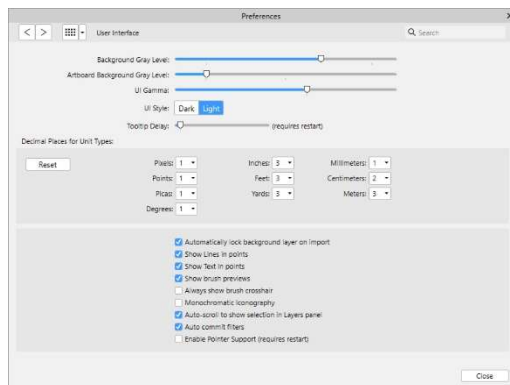 Preferences
User Interface
Search
Background Gray Level:
Artboard Background Gray Level:
UI Gamma:
UI Style: Dark Light
Tooltip Delay: (requires restart)
Decimal Places for Unit Types:
Reset
Pixels: 1 Inches: 3 Millimeters: 1
Points: 1 Feet: 3 Centimeters: 2
Picas: 1 Yards: 3 Meters: 3
Degrees: 1
Automatically lock background layer on import
Show Lines in points
Show Text in points
Show brush previews
Always show brush crosshair
Monochromatic Iconography
Auto-scroll to show selection in Layers panel
Auto commit filters
Enable Pointer Support (requires restart)
Close